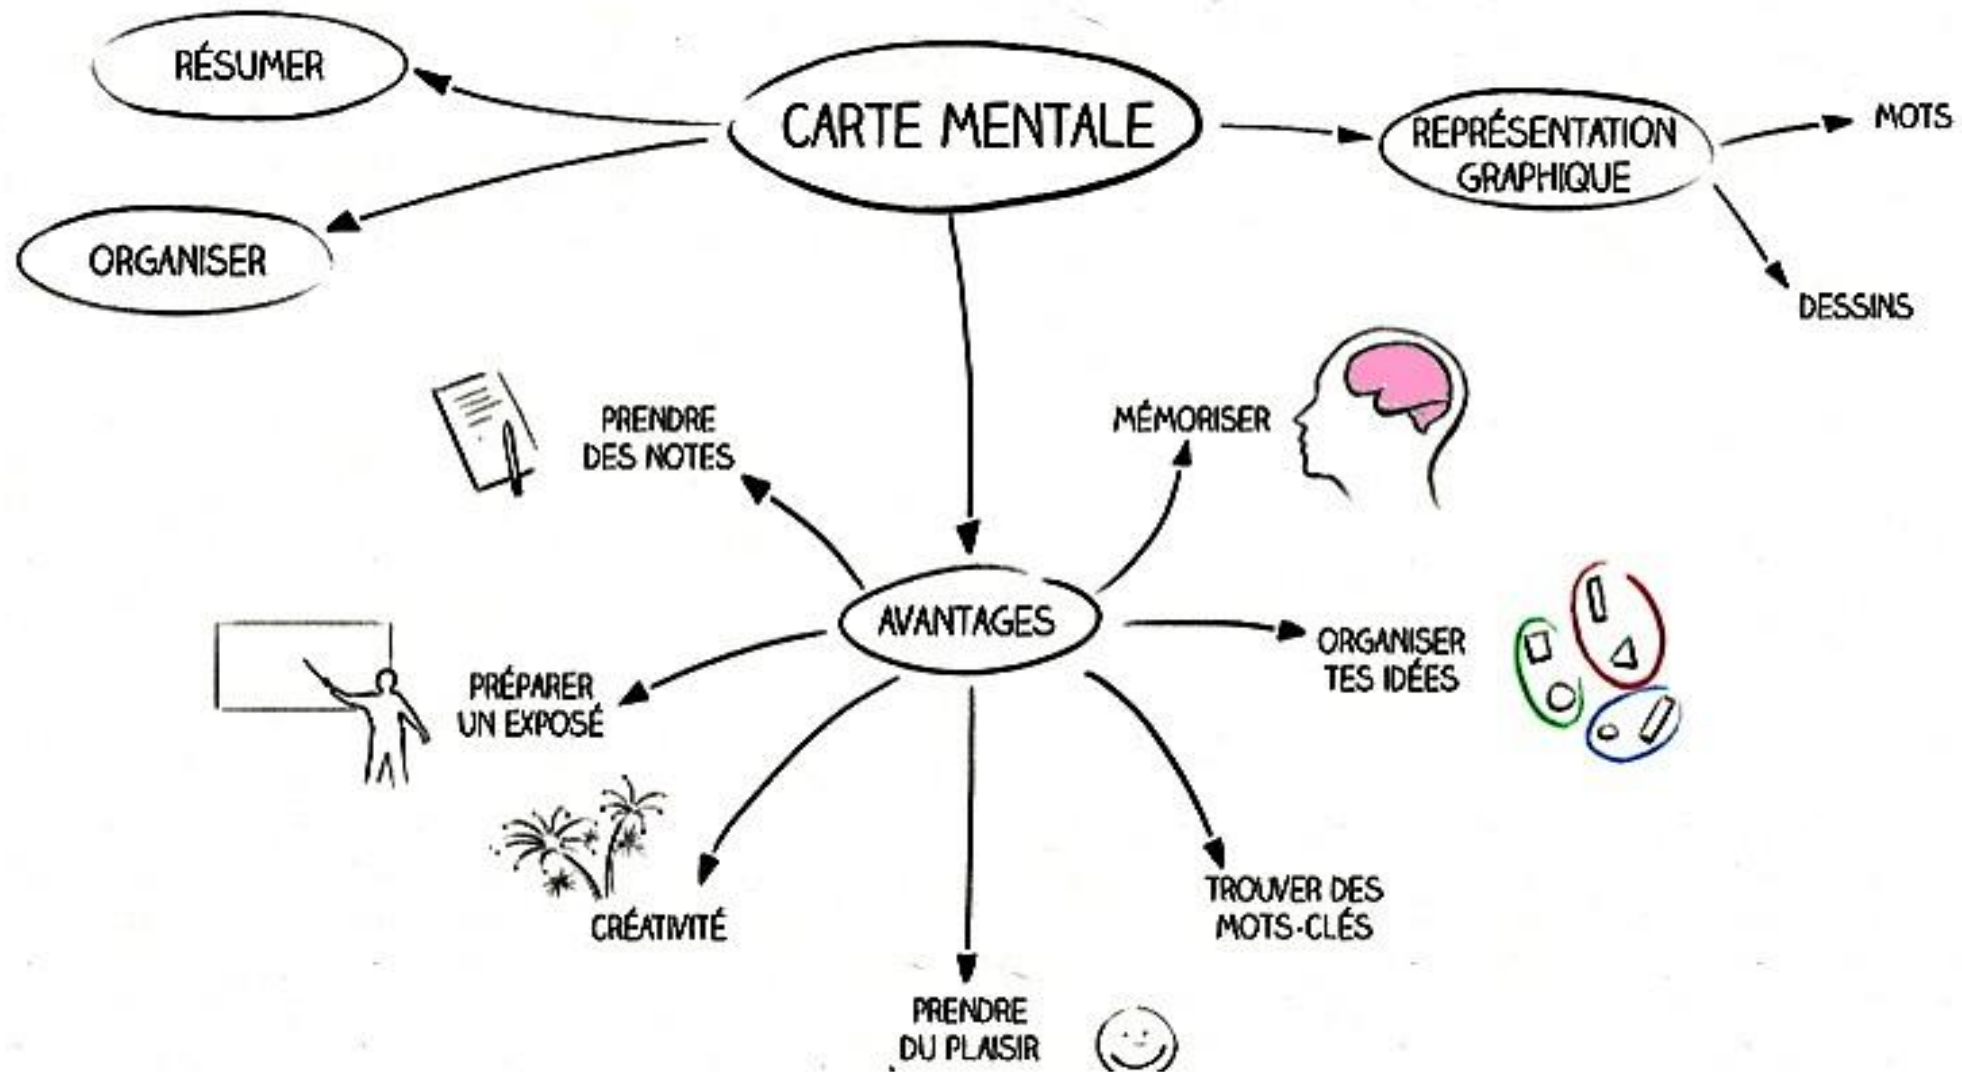 RÉSUMER
CARTE MENTALE
REPRÉSENTATION
GRAPHIQUE
MOTS
ORGANISER
DESSINS
PRENDRE
DES NOTES
MÉMORISER
AVANTAGES
ORGANISER
TES IDÉES
PRÉPARER
UN EXPOSÉ
CRÉATIVITÉ
TROUVER DES
MOTS-CLÉS
PRENDRE
DU PLAISIR